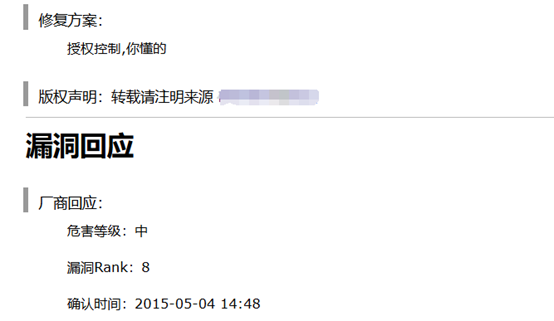 修复方案：
授权控制,你懂的
版权声明：转载请注明来源
漏洞回应
厂商回应：
危害等级：中
漏洞Rank：8
确认时间：2015-05-04 14:48